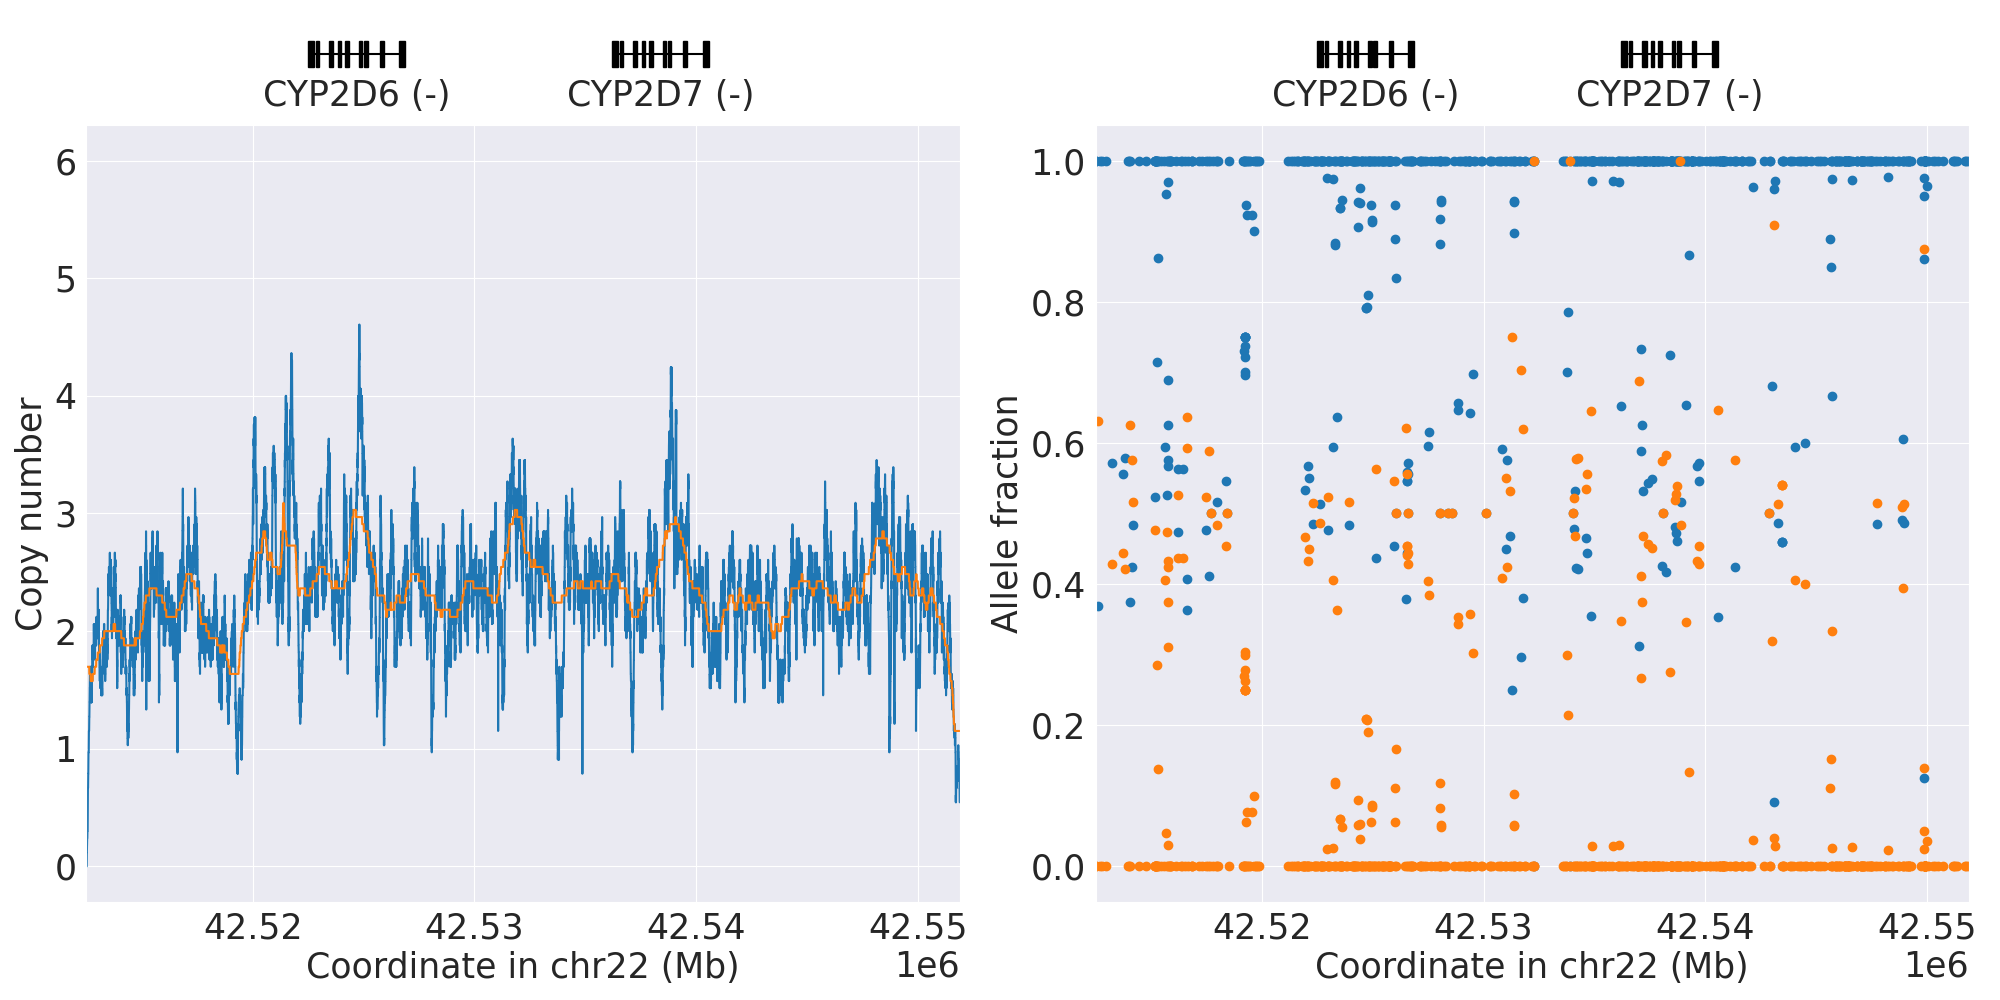 CYP2D6 (-) CYP2D7 (-)
6
5
4
3
2
1
0
Copy number
42.52 42.53 42.54 42.55
Coordinate in chr22 (Mb) 1e6
CYP2D6 (-) CYP2D7 (-)
1.0
0.8
0.6
0.4
0.2
0.0
Allele fraction
42.52 42.53 42.54 42.55
Coordinate in chr22 (Mb) 1e6